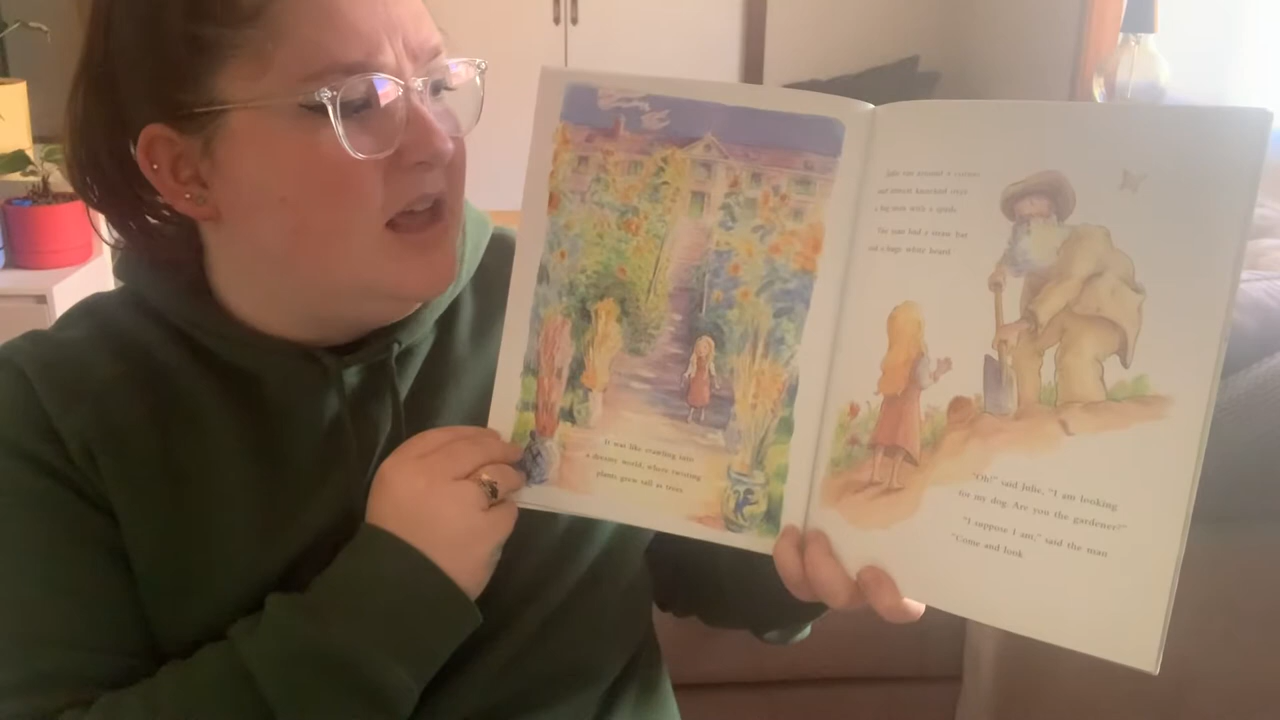 It was like crawling into
a dreamy world, where twisting
plants grew tall as trees.
Julie ran around a corner
and almost knocked over
a big man with a spade.
The man had a straw hat
and a huge white beard.
"Oh!" said Julie, "I am looking
for my dog. Are you the gardener?"
"I suppose I am," said the man
"Come and look